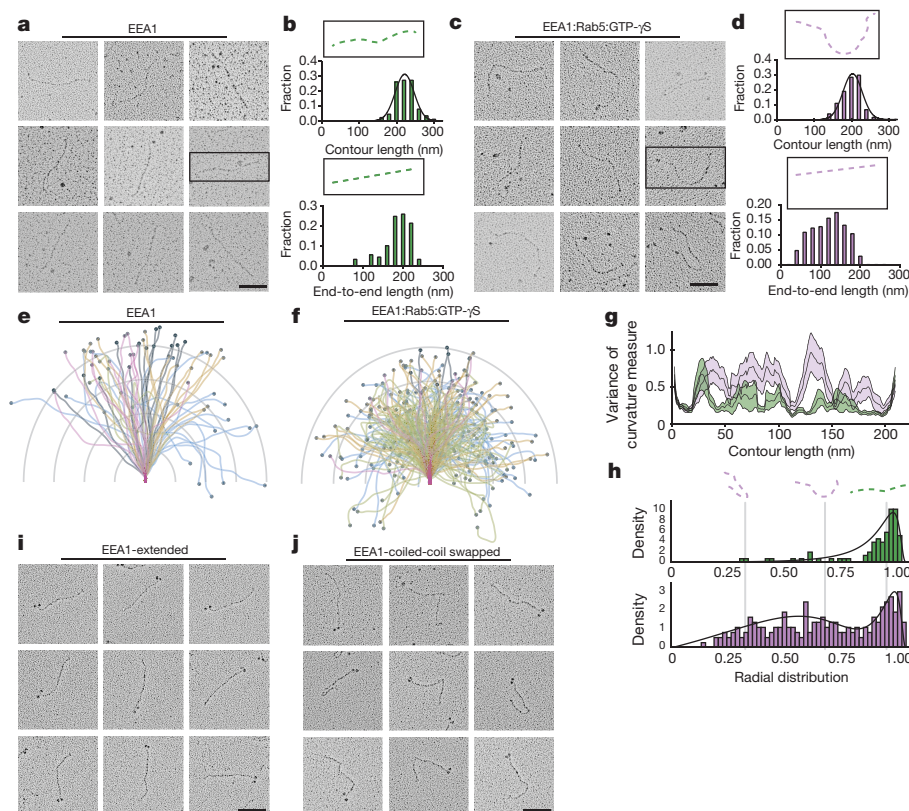 a
EEA1
b
0.4
0.3
0.2
0.1
0
Fraction
0 100 200 300
Contour length (nm)
0.3
0.2
0.1
0
Fraction
0 100 200 300
End-to-end length (nm)
c
EEA1:Rab5:GTP-γS
d
0.4
0.3
0.2
0.1
0
Fraction
0 100 200 300
Contour length (nm)
0.20
0.15
0.10
0.05
0.00
Fraction
0 100 200 300
End-to-end length (nm)
e
EEA1
f
EEA1:Rab5:GTP-γS
g
1.0
0.5
0
Variance of
curvature measure
0 50 100 150 200
Contour length (nm)
h
10
8
6
4
2
0
Density
0 0.25 0.50 0.75 1.00
3
2
1
0
Density
0 0.25 0.50 0.75 1.00
Radial distribution
i
EEA1-extended
j
EEA1-coiled-coil swapped